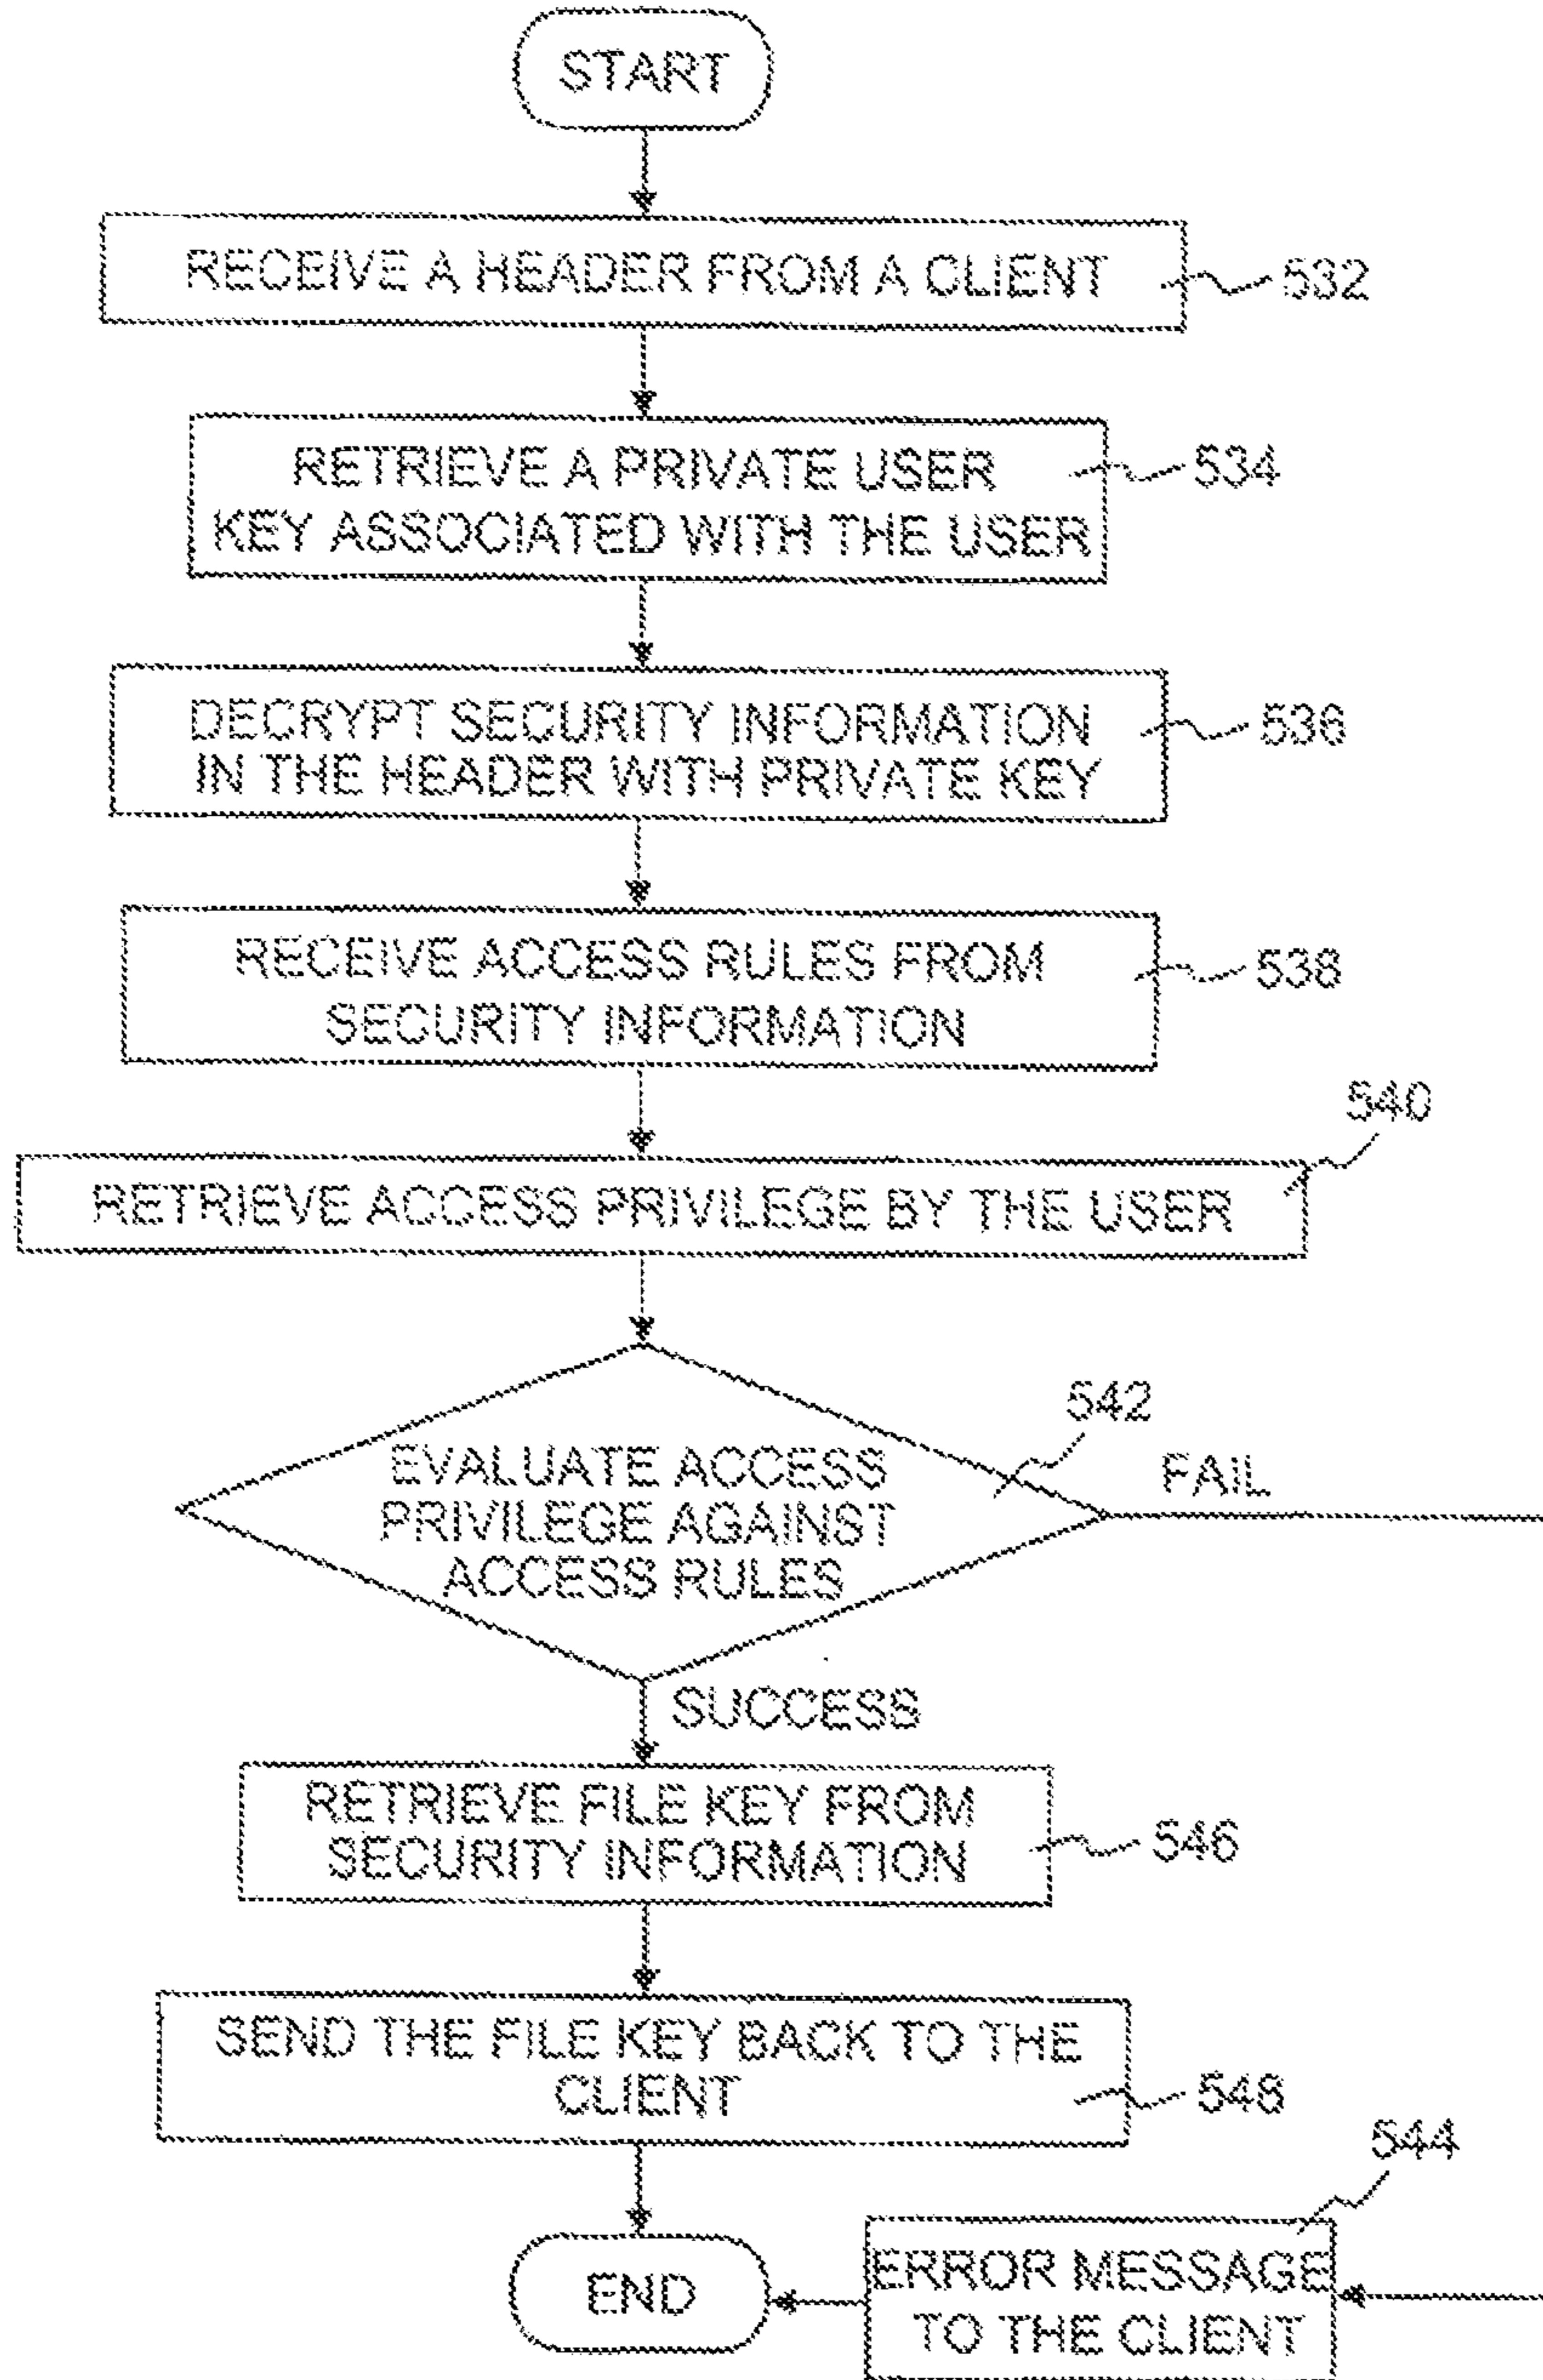 START
RECEIVE A HEADER FROM A CLIENT
532
RETRIEVE A PRIVATE USER
534
KEY ASSOCIATED WITH THE USER
DECRYPT SECURITY INFORMATION
536
IN THE HEADER WITH PRIVATE KEY
RECEIVE ACCESS RULES FROM
538
SECURITY INFORMATION
540
RETRIEVE ACCESS PRIVILEGE BY THE USER
542
EVALUATE ACCESS
FAIL
PRIVILEGE AGAINST
ACCESS RULES
SUCCESS
RETRIEVE FILE KEY FROM
SECURITY INFORMATION
546
SEND THE FILE KEY BACK TO THE
CLIENT
548
544
END
ERROR MESSAGE
TO THE CLIENT